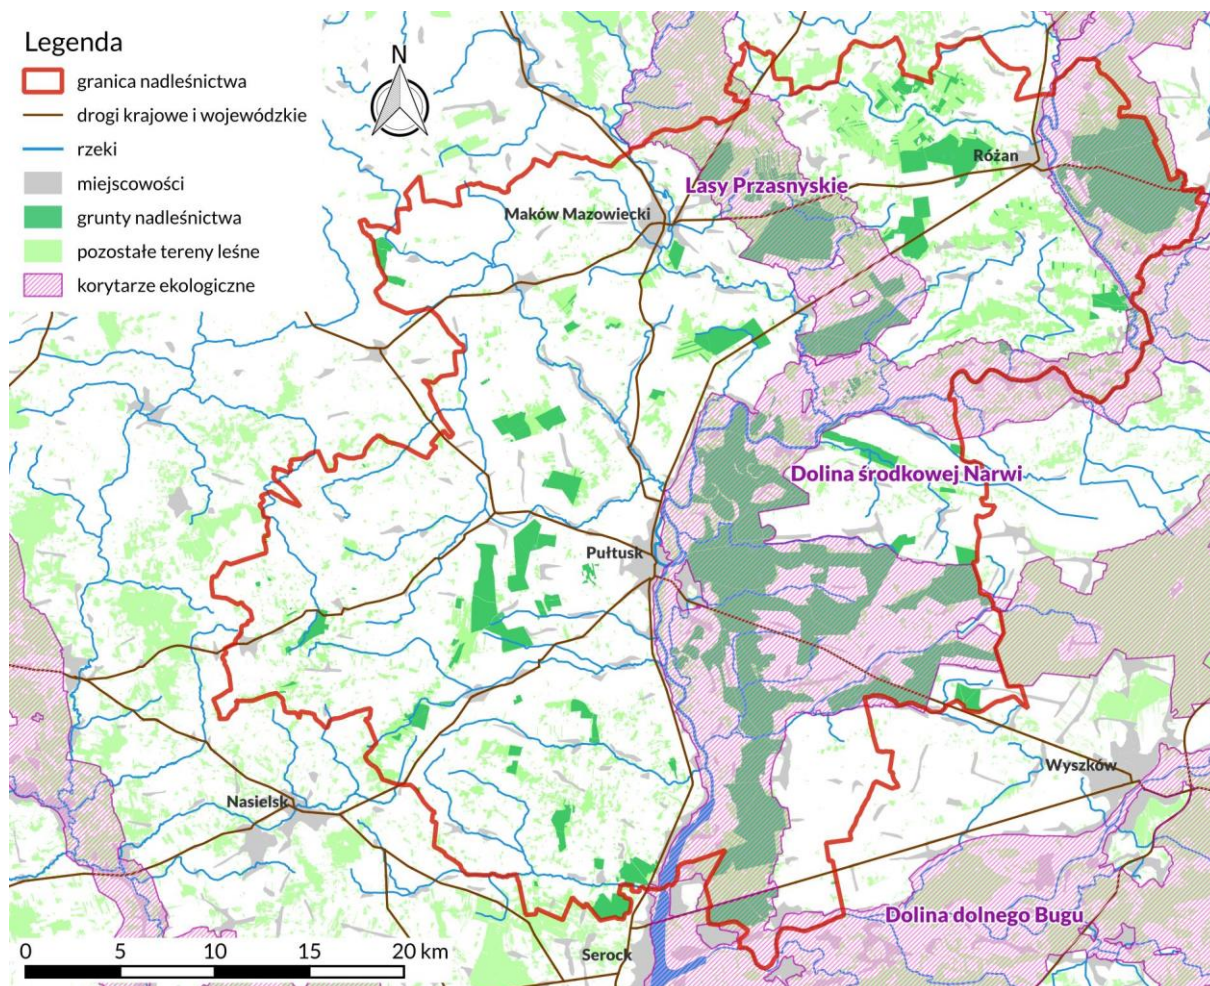 Legenda
granica nadleśnictwa
drogi krajowe i wojewódzkie
rzeki
miejscowości
grunty nadleśnictwa
pozostałe tereny leśne
korytarze ekologiczne
N
Różan
Lasy Przasnyskie
Maków Mazowiecki
Dolina środkowej Narwi
Pułtusk
Wyszków
Nasielsk
Dolina dolnego Bugu
Serock
0 5 10 15 20 km